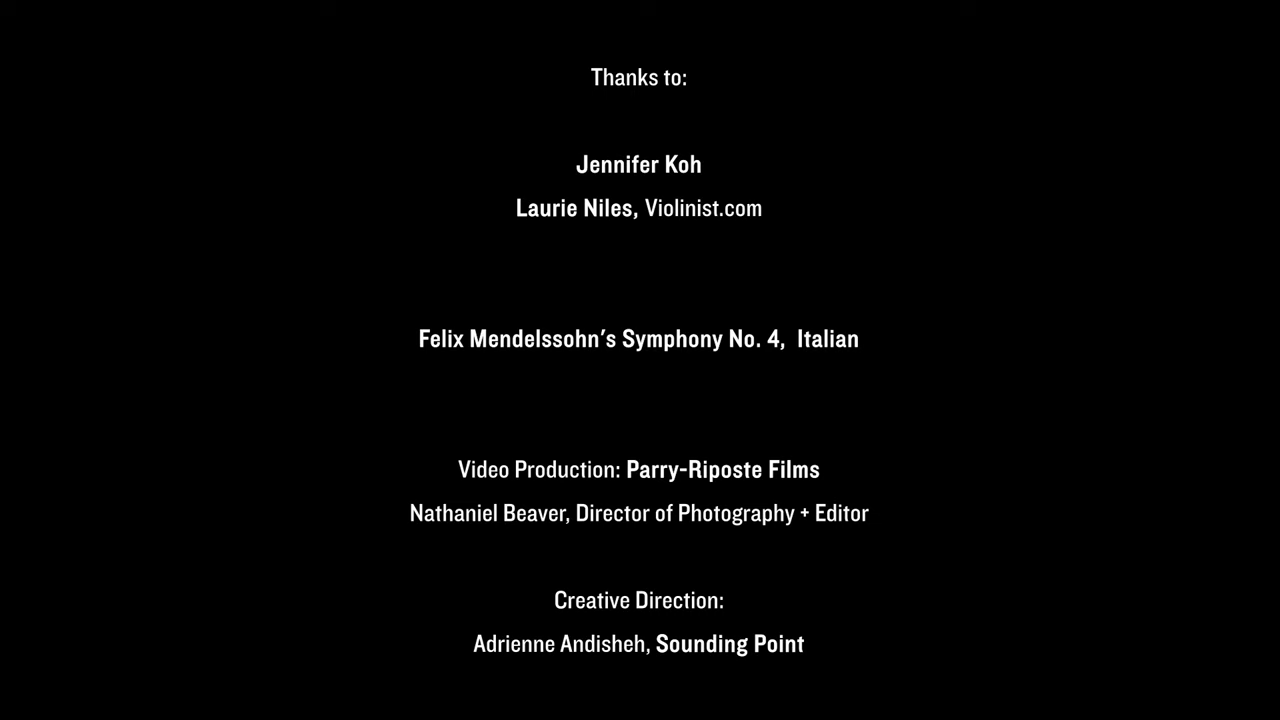 Thanks to:
Jennifer Koh
Laurie Niles, Violinist.com
Felix Mendelssohn’s Symphony No. 4,  Italian
Video Production: Parry-Riposte Films
Nathaniel Beaver, Director of Photography + Editor
Creative Direction:
Adrienne Andisheh, Sounding Point